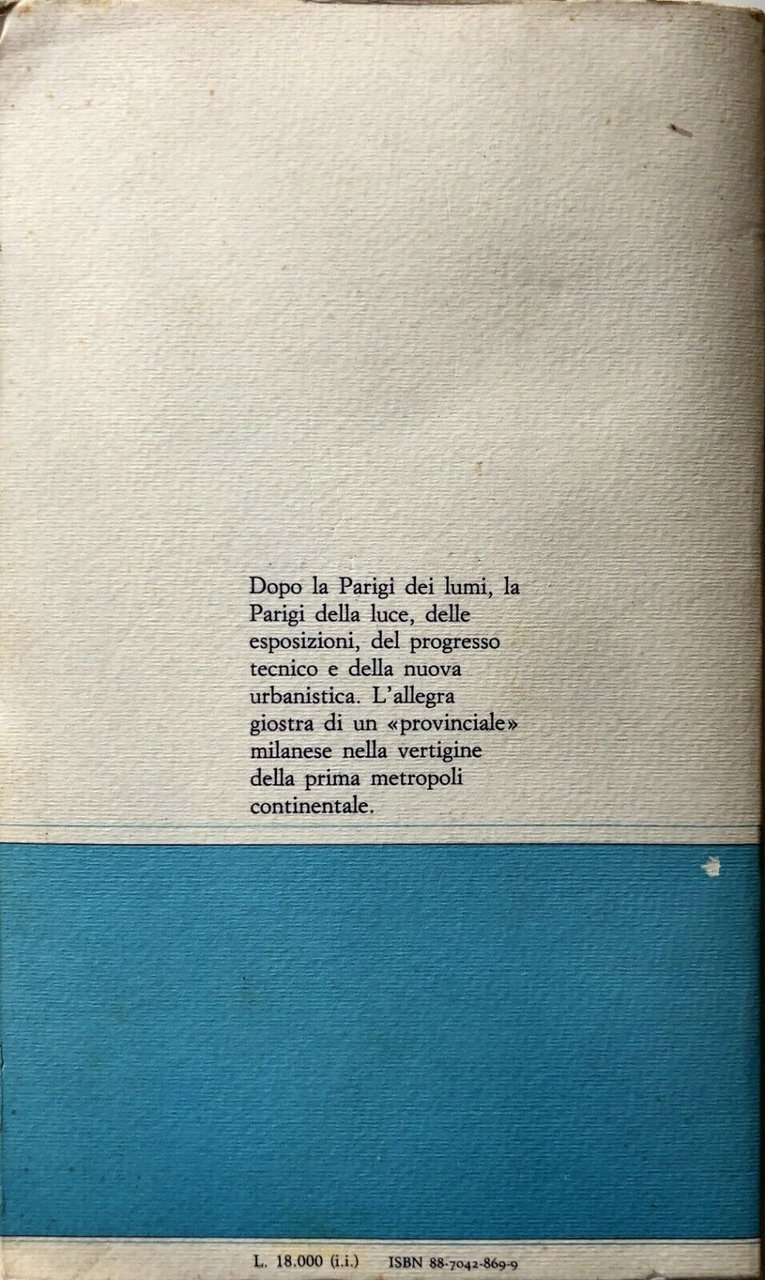 Dopo la Parigi dei lumi, la
Parigi della luce, delle
esposizioni, del progresso
tecnico e della nuova
urbanistica. L'allegra
giostra di un «provinciale»
milanese nella vertigine
della prima metropoli
continentale.
L. 18.000 (i.i.) ISBN 88-7042-869-9